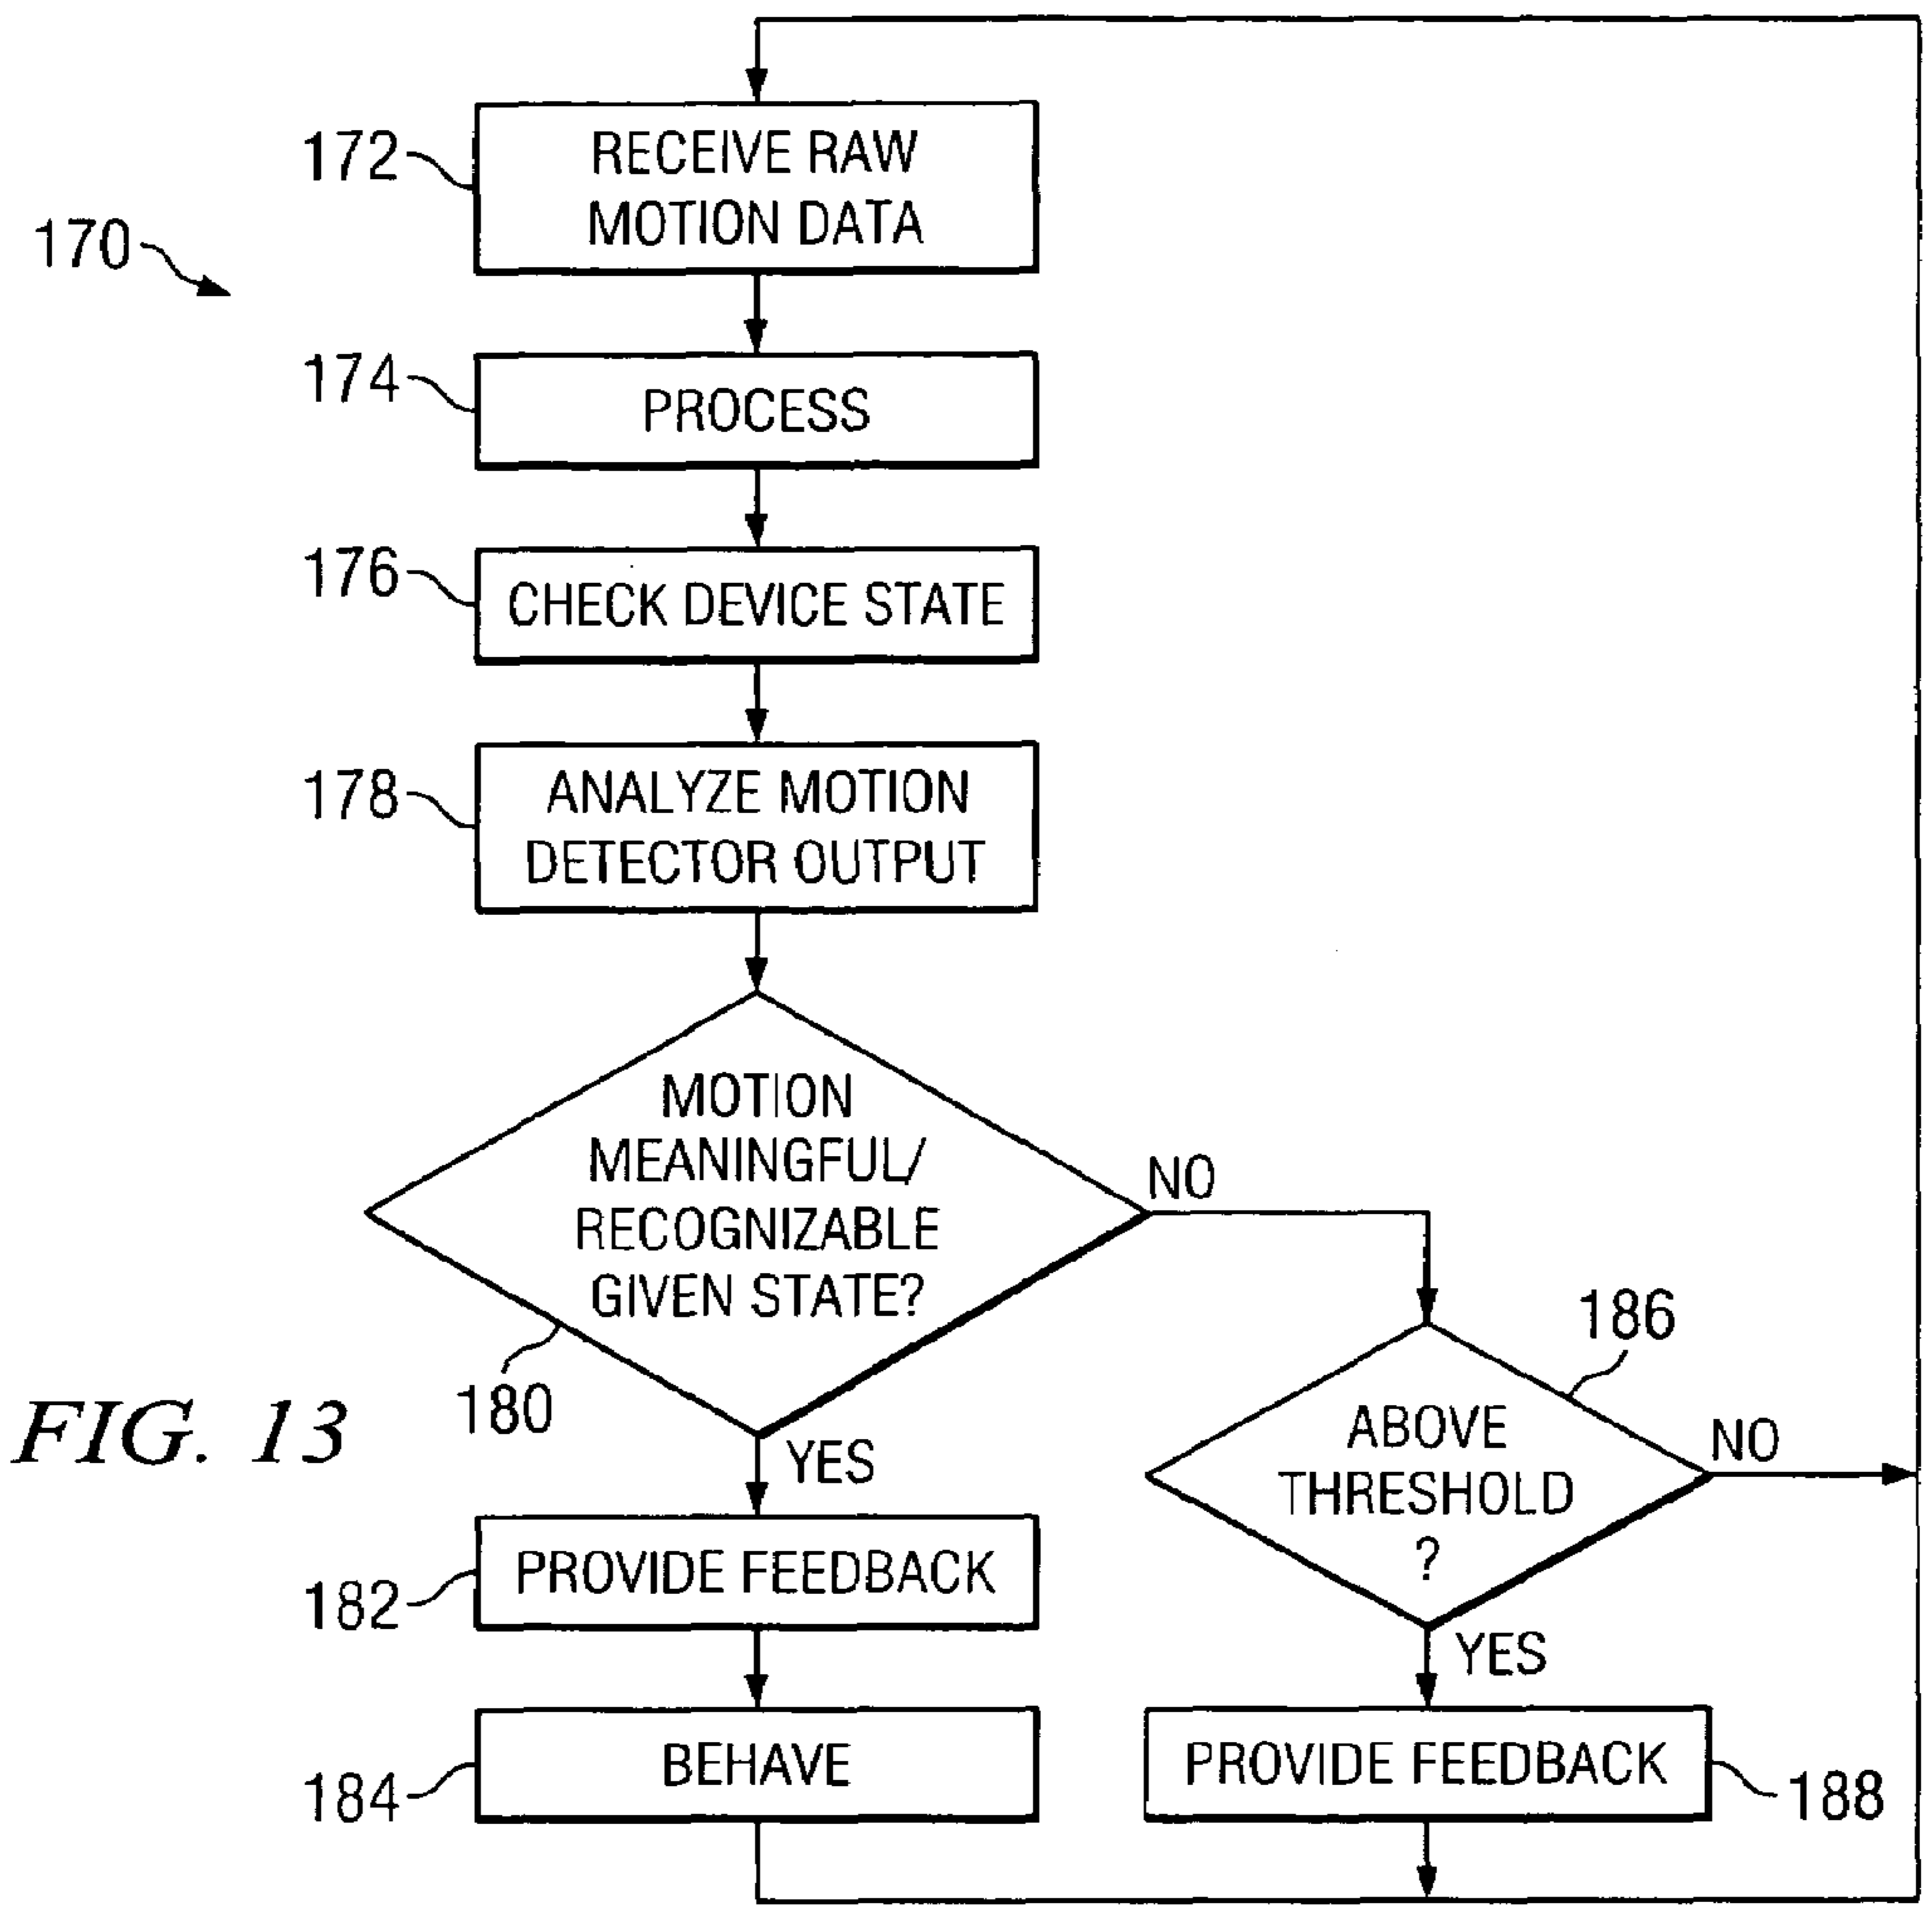 172
RECEIVE RAW
MOTION DATA
170
174
PROCESS
176
CHECK DEVICE STATE
178
ANALYZE MOTION
DETECTOR OUTPUT
MOTION
MEANINGFUL/
RECOGNIZABLE
GIVEN STATE?
NO
180
YES
186
ABOVE
THRESHOLD
?
NO
YES
FIG. 13
182
PROVIDE FEEDBACK
184
BEHAVE
PROVIDE FEEDBACK
188